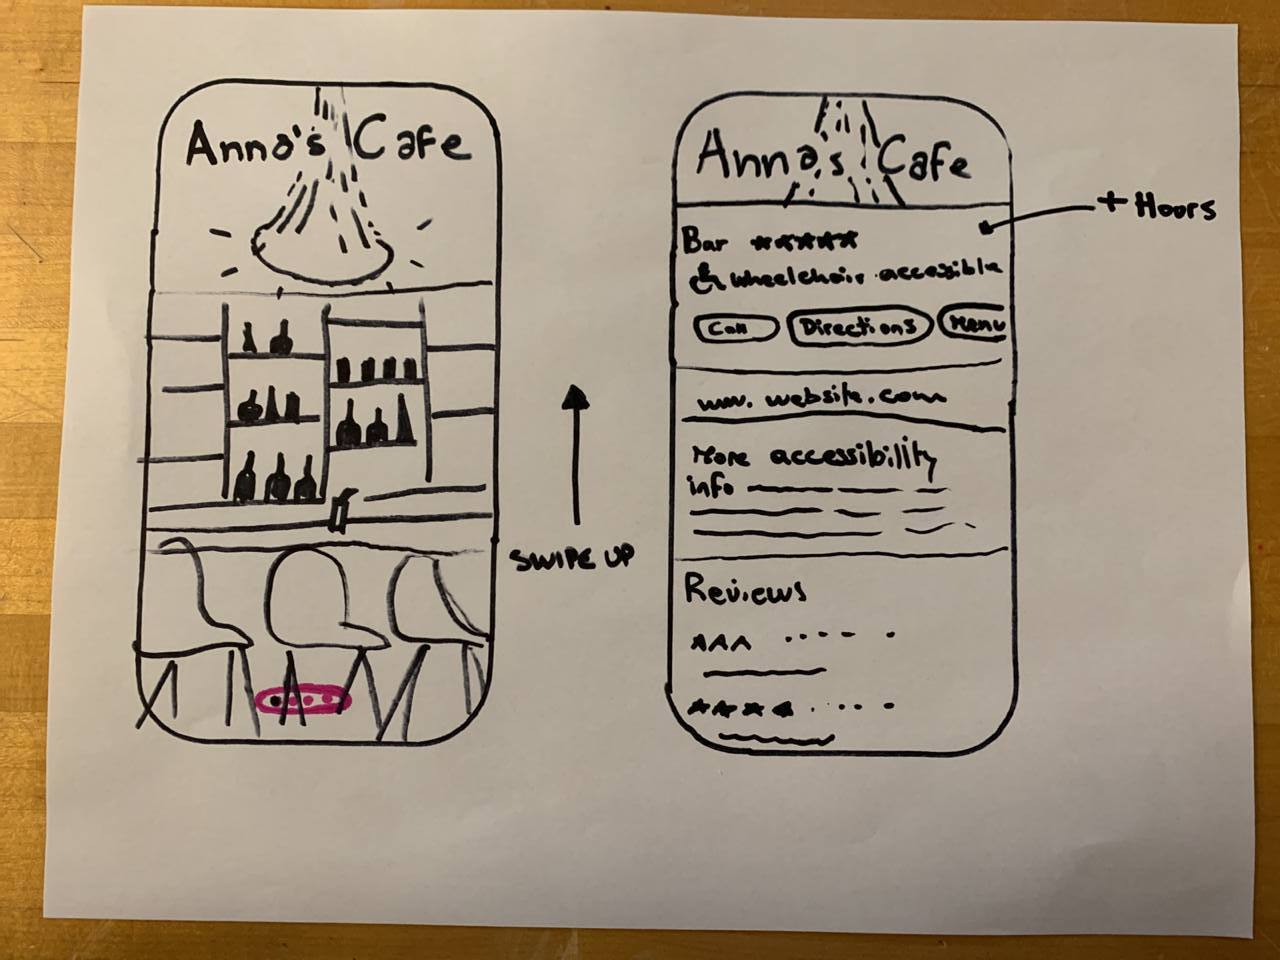 Anna's Cafe
SWIPE UP
Anna's Cafe
+ Hours
Bar ★★★★★
♿ wheelchair accessible
Call Directions Menu
www.website.com
More accessibility
info
Reviews